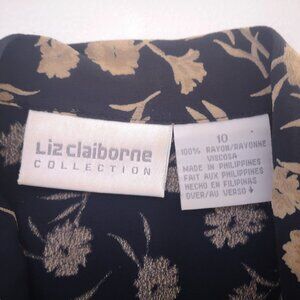 Liz claiborne
COLLECTION
10
100% RAYON/RAYONNE
VISCOSA
MADE IN PHILIPPINES
FAIT AUX PHILIPPINES
HECHO EN FILIPINAS
OVER/AU VERSO